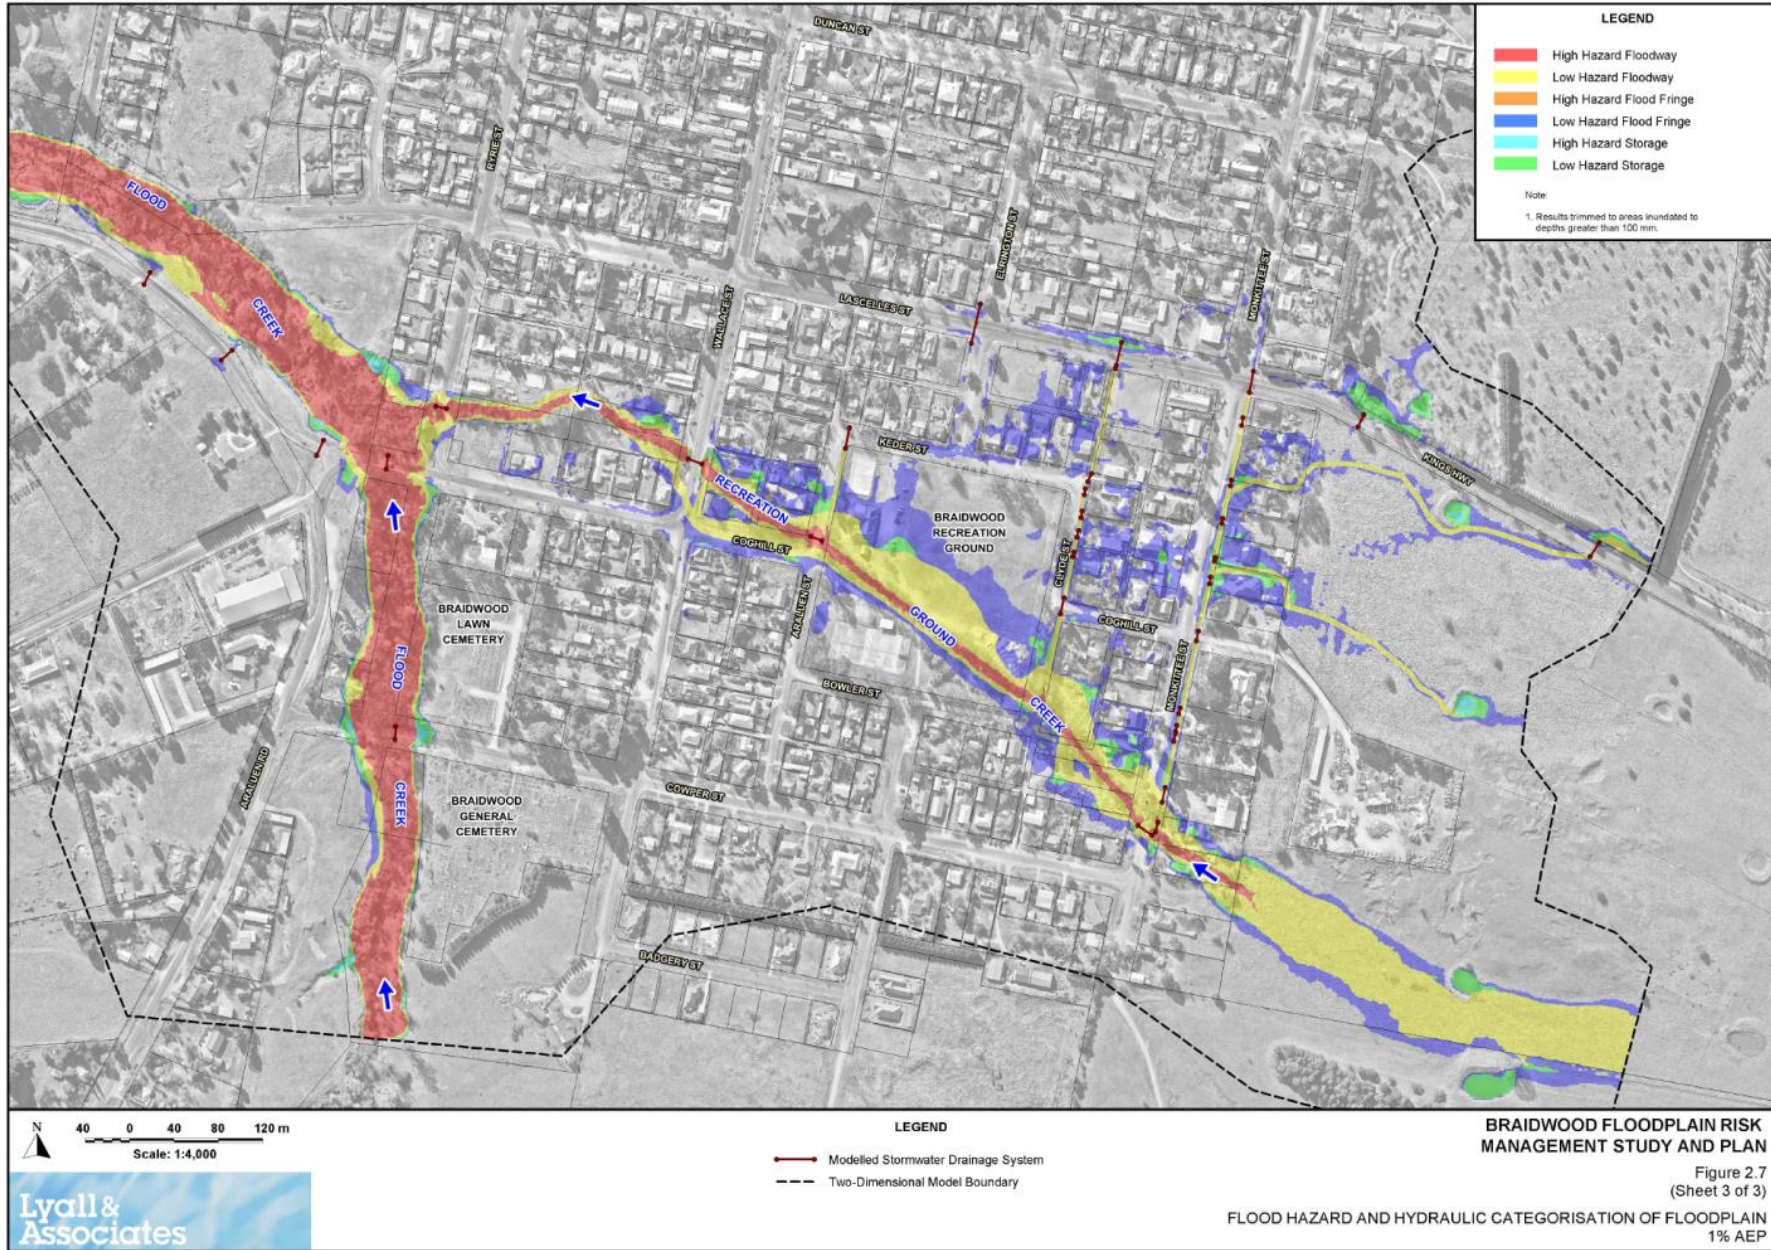 DUNCAN ST
LEGEND
High Hazard Floodway
Low Hazard Floodway
High Hazard Flood Fringe
Low Hazard Flood Fringe
High Hazard Storage
Low Hazard Storage
Note:
1. Results trimmed to areas inundated to
depths greater than 100 mm.
RYRIE ST
FLOOD
CREEK
WALLACE ST
LASCELLES ST
ELRINGTON ST
MONKITTEE ST
KEDER ST
KINGS HWY
RECREATION
GROUND
CREEK
BRAIDWOOD
RECREATION
GROUND
COGHILL ST
ARALUEN ST
CLYDE ST
COGHILL ST
MONKITTEE ST
BRAIDWOOD
LAWN
CEMETERY
FLOOD
CREEK
BOWLER ST
ARALUEN RD
BRAIDWOOD
GENERAL
CEMETERY
COWPER ST
BADGERY ST
N
40 0 40 80 120 m
Scale: 1:4,000
Lyall &
Associates
LEGEND
Modelled Stormwater Drainage System
Two-Dimensional Model Boundary
BRAIDWOOD FLOODPLAIN RISK
MANAGEMENT STUDY AND PLAN
Figure 2.7
(Sheet 3 of 3)
FLOOD HAZARD AND HYDRAULIC CATEGORISATION OF FLOODPLAIN
1% AEP